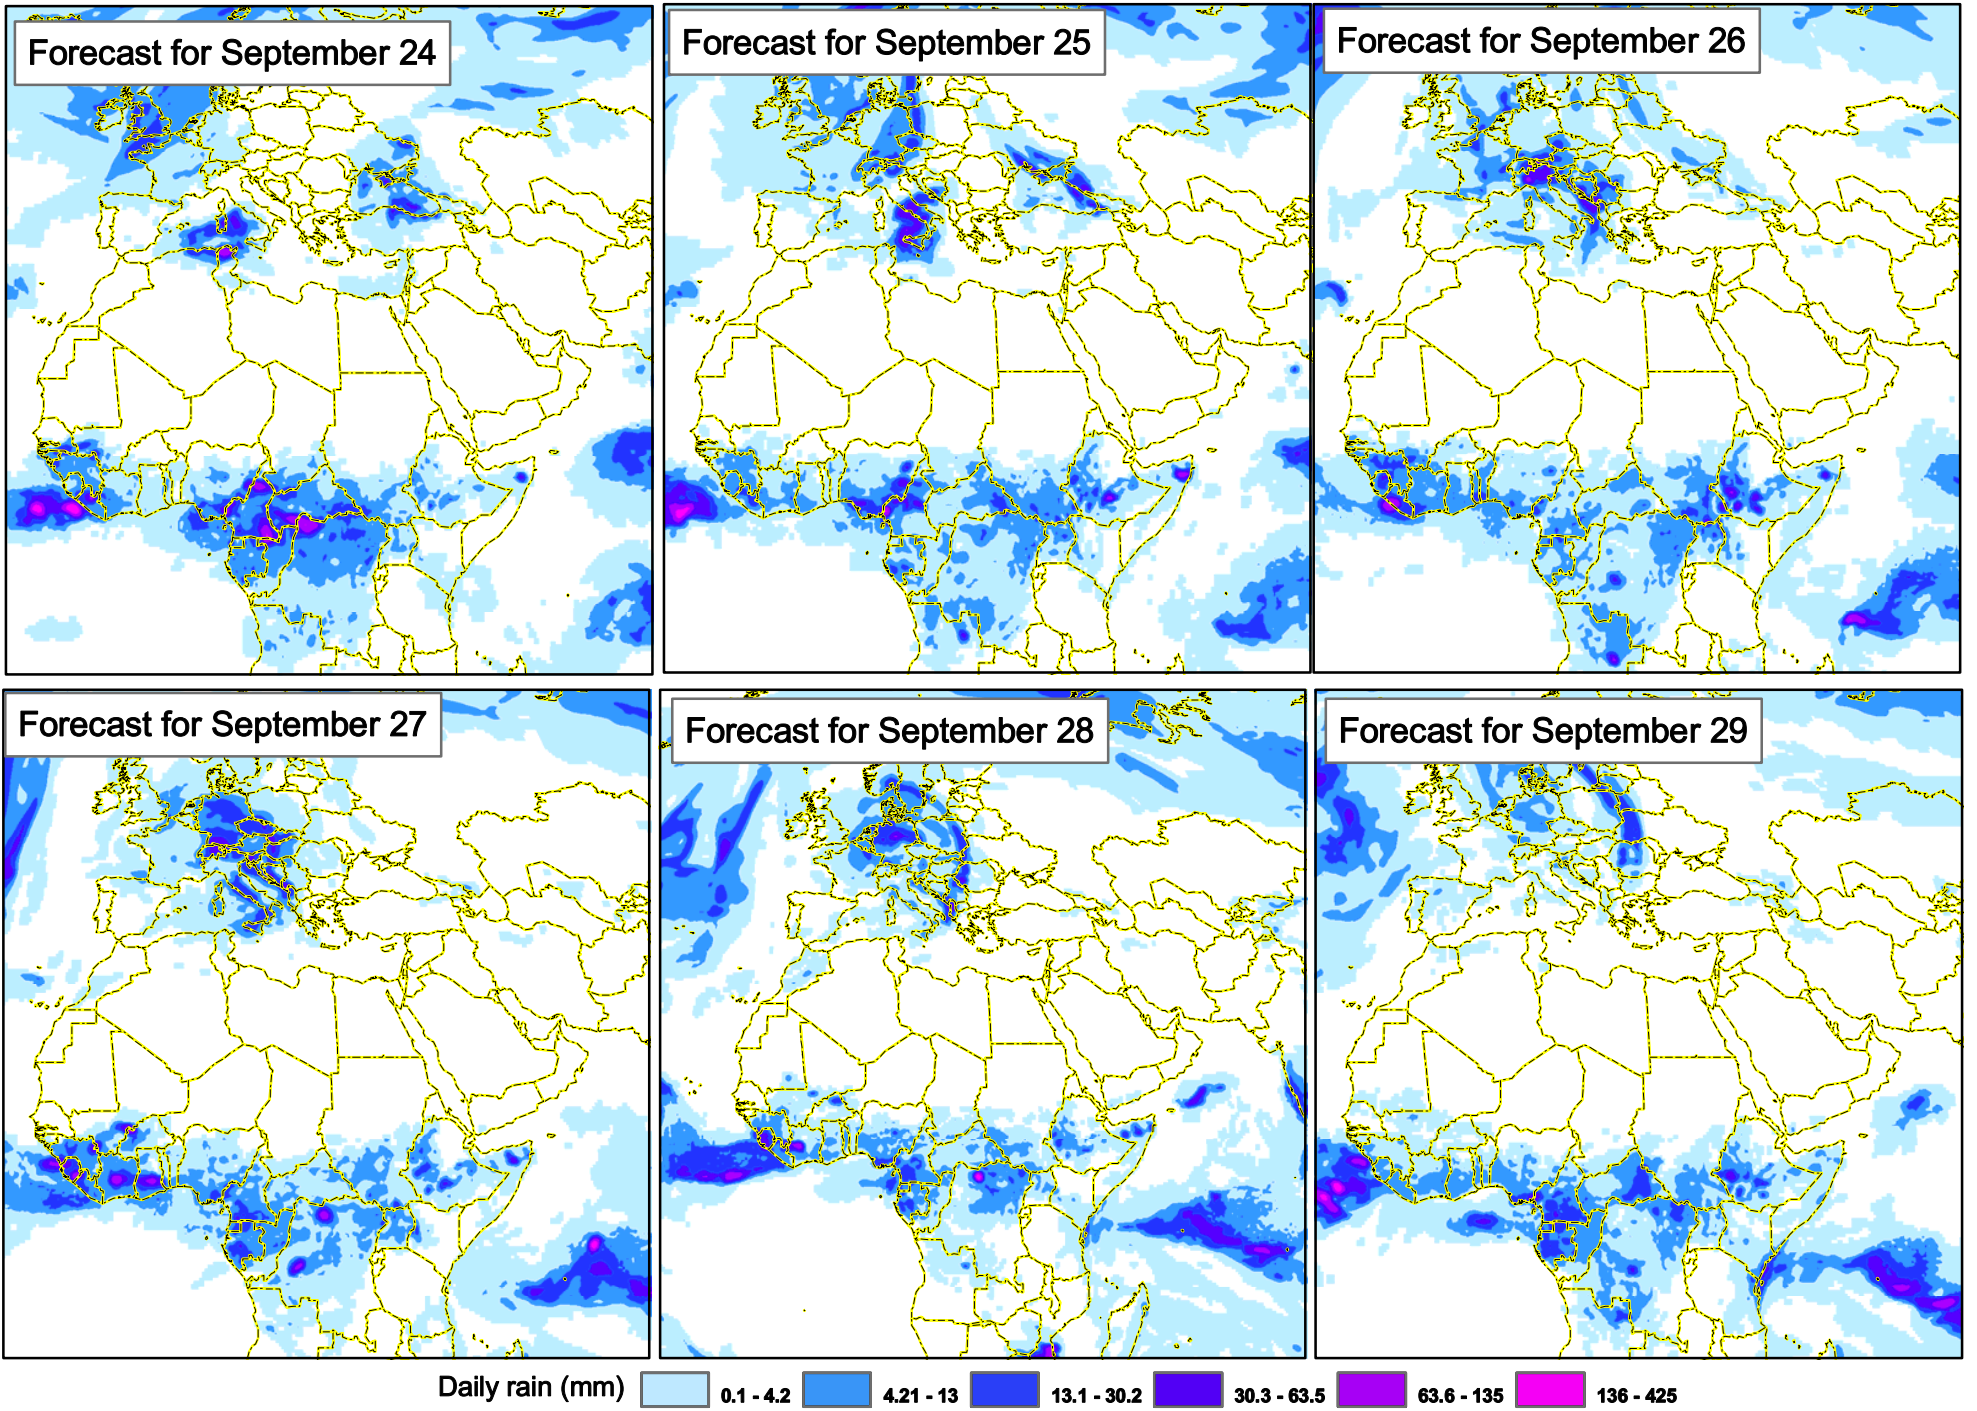 Forecast for September 24
Forecast for September 25
Forecast for September 26
Forecast for September 27
Forecast for September 28
Forecast for September 29
Daily rain (mm) 0.1 - 4.2 4.21 - 13 13.1 - 30.2 30.3 - 63.5 63.6 - 135 136 - 425